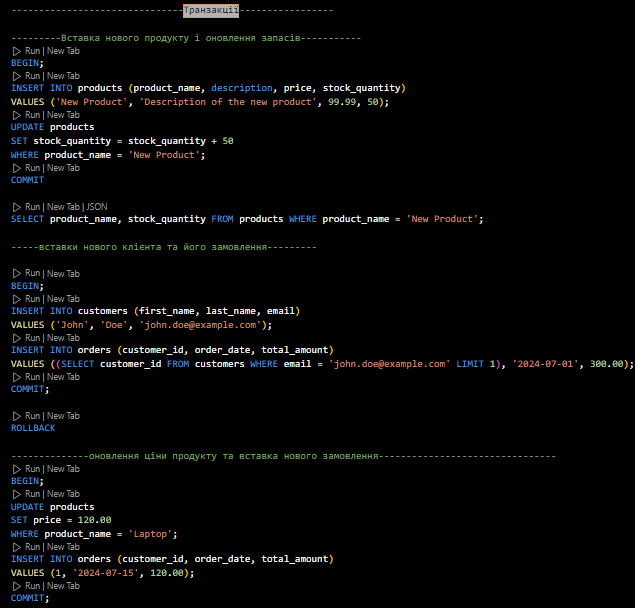 -------------------------------Транзакції-----------------
---------Вставка нового продукту і оновлення запасів-----------
Run | New Tab
BEGIN;
Run | New Tab
INSERT INTO products (product_name, description, price, stock_quantity)
VALUES ('New Product', 'Description of the new product', 99.99, 50);
Run | New Tab
UPDATE products
SET stock_quantity = stock_quantity + 50
WHERE product_name = 'New Product';
Run | New Tab
COMMIT
Run | New Tab | JSON
SELECT product_name, stock_quantity FROM products WHERE product_name = 'New Product';
-----вставки нового клієнта та його замовлення---------
Run | New Tab
BEGIN;
Run | New Tab
INSERT INTO customers (first_name, last_name, email)
VALUES ('John', 'Doe', 'john.doe@example.com');
Run | New Tab
INSERT INTO orders (customer_id, order_date, total_amount)
VALUES ((SELECT customer_id FROM customers WHERE email = 'john.doe@example.com' LIMIT 1), '2024-07-01', 300.00);
Run | New Tab
COMMIT;
Run | New Tab
ROLLBACK
--------------оновлення ціни продукту та вставка нового замовлення--------------------------------
Run | New Tab
BEGIN;
Run | New Tab
UPDATE products
SET price = 120.00
WHERE product_name = 'Laptop';
Run | New Tab
INSERT INTO orders (customer_id, order_date, total_amount)
VALUES (1, '2024-07-15', 120.00);
Run | New Tab
COMMIT;